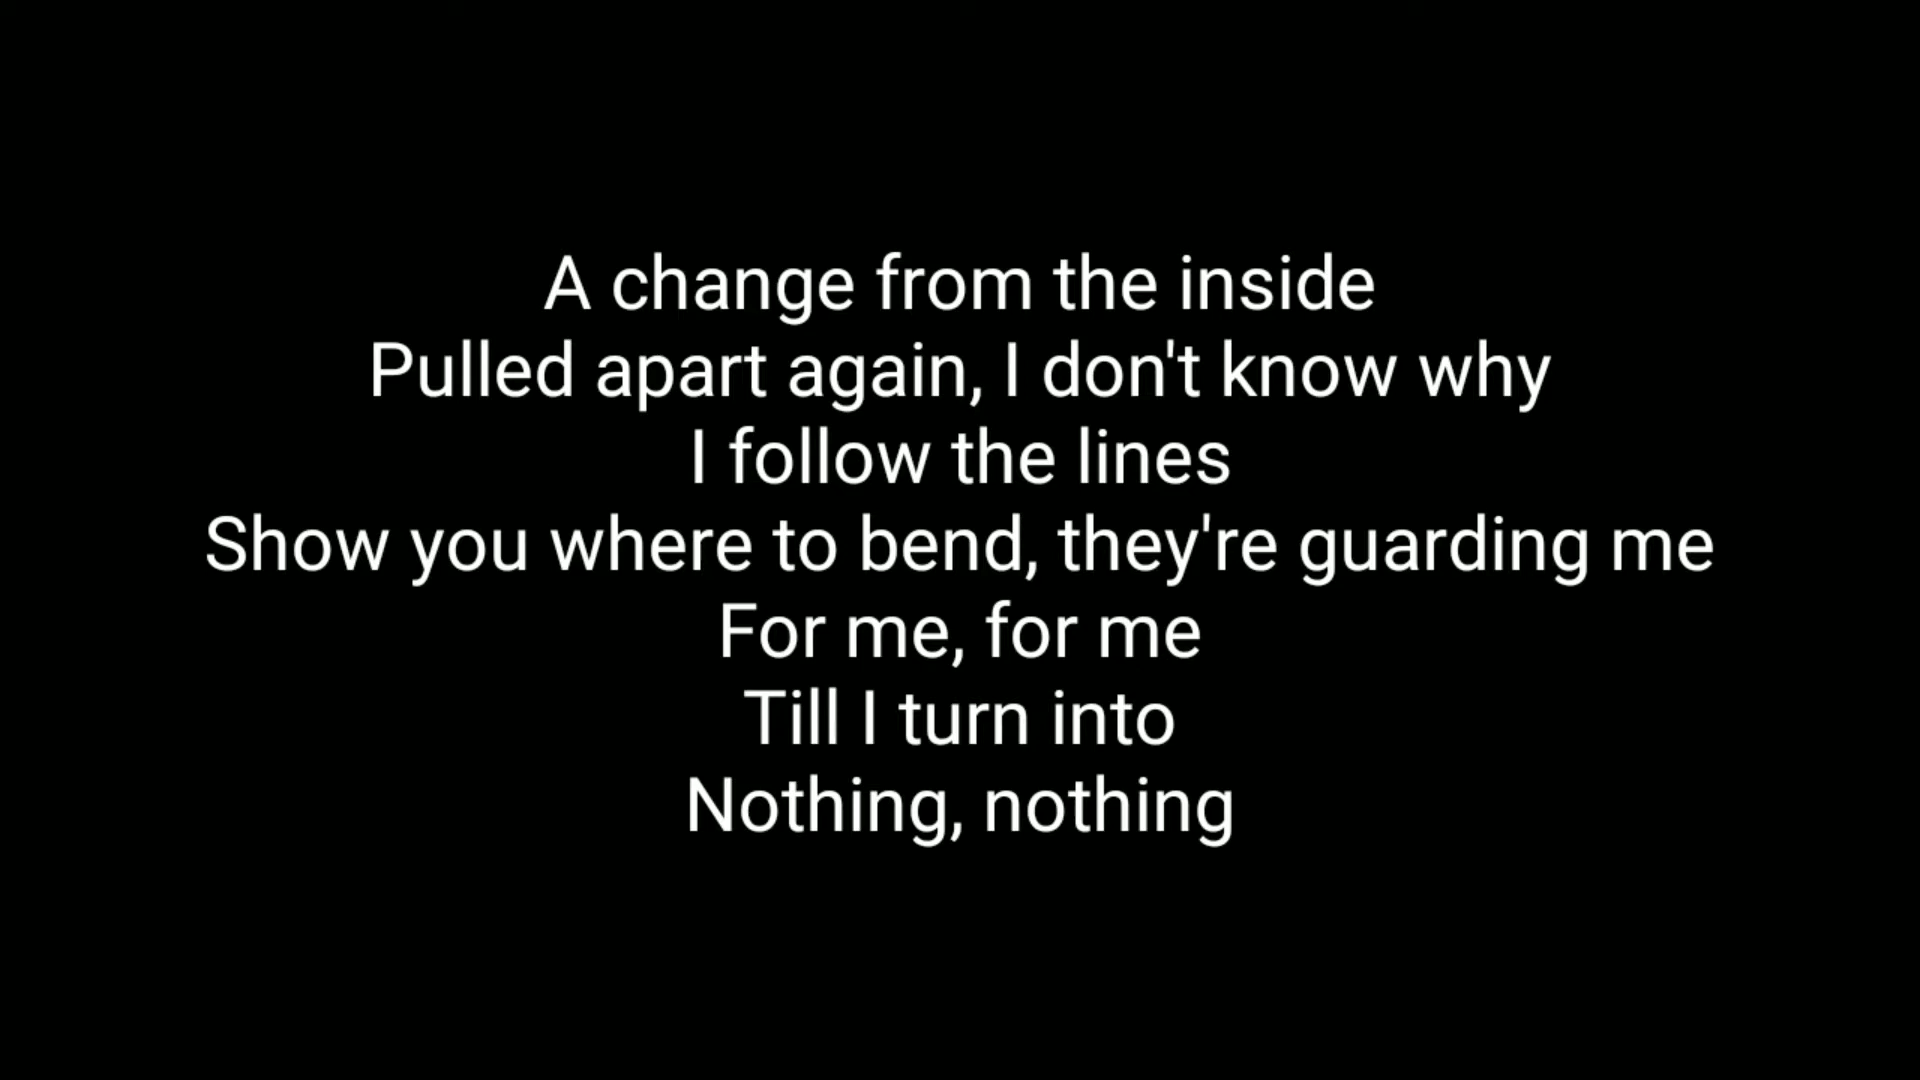 A change from the inside
Pulled apart again, I don't know why
I follow the lines
Show you where to bend, they're guarding me
For me, for me
Till I turn into
Nothing, nothing